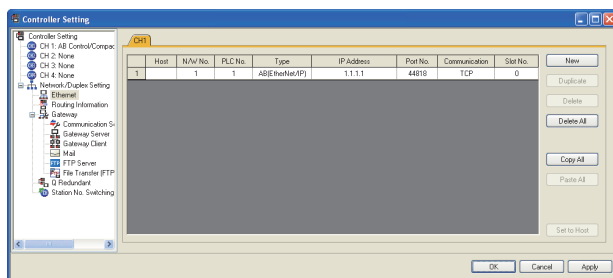 Controller Setting
Controller Setting
CH 1: AB Control/Compac
CH 2: None
CH 3: None
CH 4: None
Network/Duplex Setting
Ethernet
Routing Information
Gateway
Communication S
Gateway Server
Gateway Client
Mail
FTP Server
File Transfer (FTP
Q Redundant
Station No. Switching
CH1
Host N/W No. PLC No. Type IP Address Port No. Communication Slot No.
1 1 1 AB(EtherNet/IP) 1.1.1.1 44818 TCP 0
New
Duplicate
Delete
Delete All
Copy All
Paste All
Set to Host
OK Cancel Apply